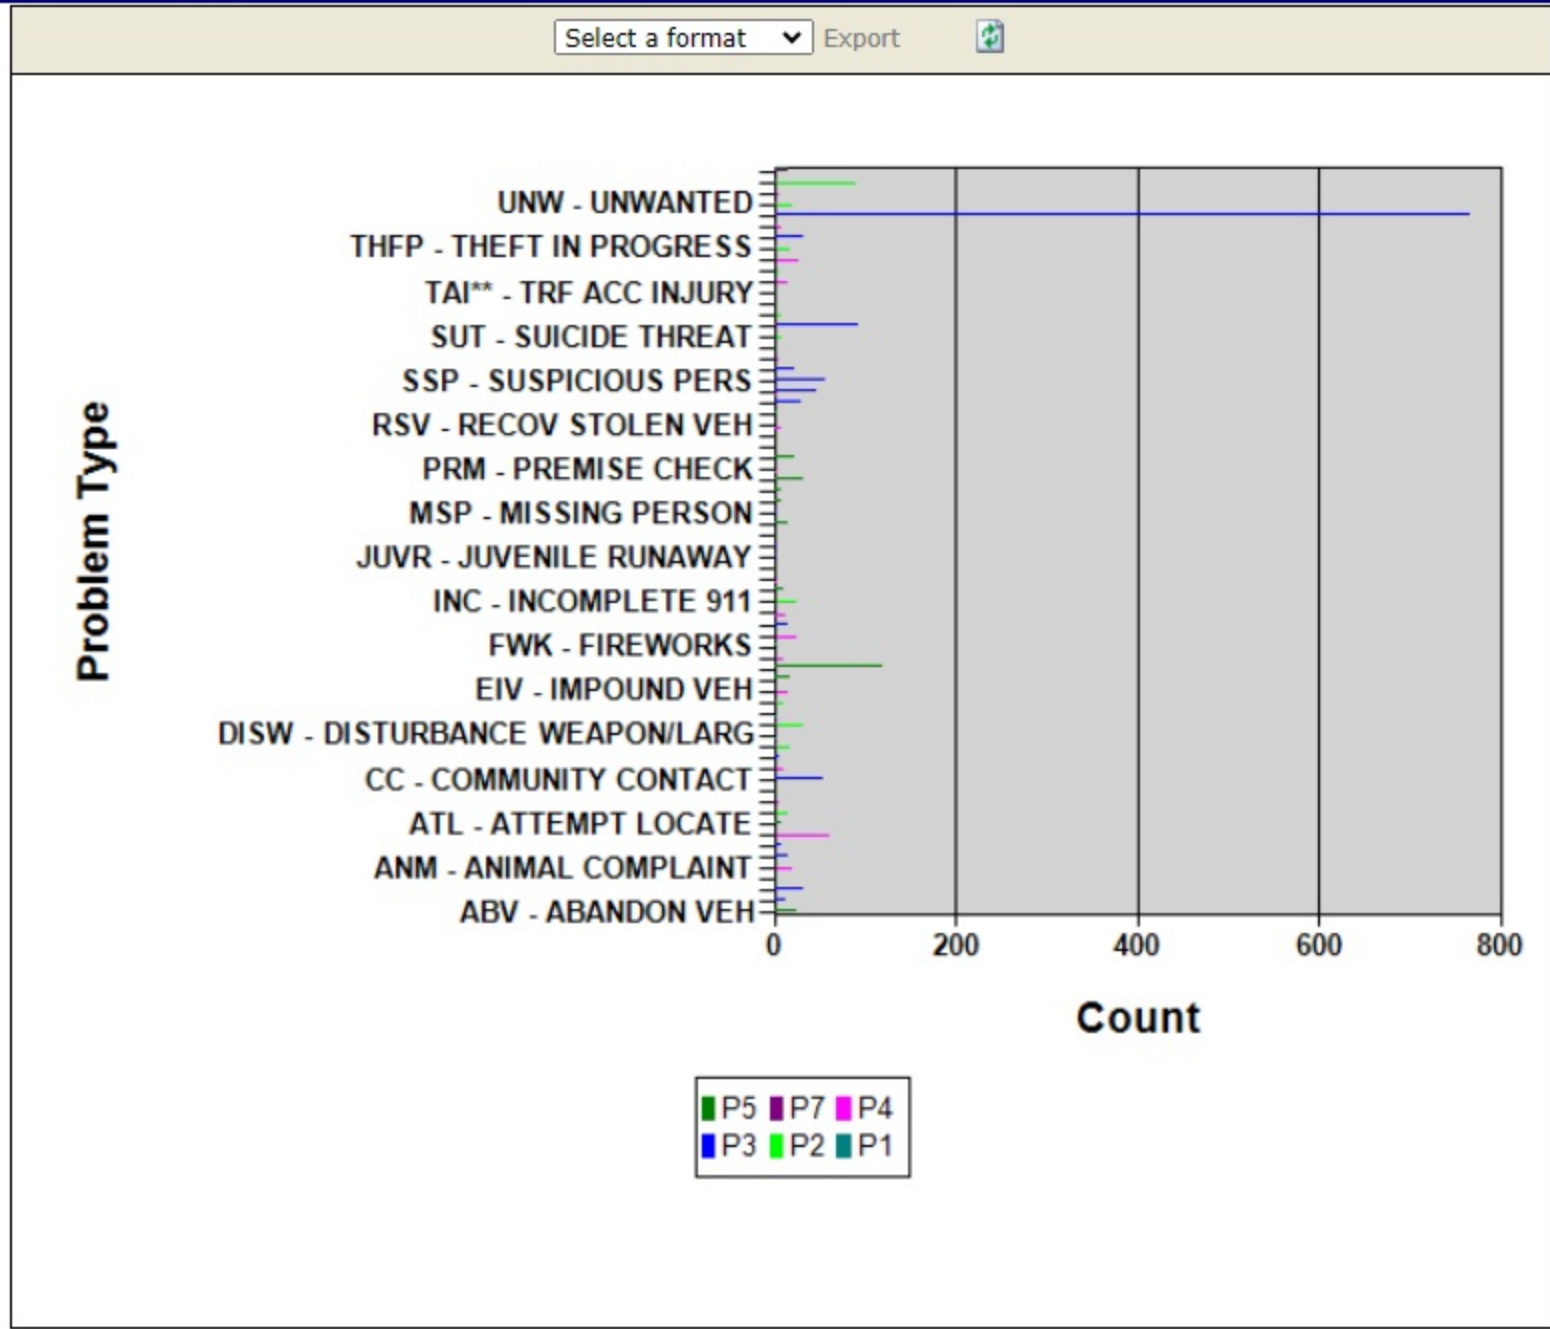 Select a format Export
UNW - UNWANTED
THFP - THEFT IN PROGRESS
TAI** - TRF ACC INJURY
SUT - SUICIDE THREAT
SSP - SUSPICIOUS PERS
RSV - RECOV STOLEN VEH
PRM - PREMISE CHECK
MSP - MISSING PERSON
JUVR - JUVENILE RUNAWAY
INC - INCOMPLETE 911
FWK - FIREWORKS
EIV - IMPOUND VEH
DISW - DISTURBANCE WEAPON/LARG
CC - COMMUNITY CONTACT
ATL - ATTEMPT LOCATE
ANM - ANIMAL COMPLAINT
ABV - ABANDON VEH
Problem Type
0 200 400 600 800
Count
P5 P7 P4
P3 P2 P1